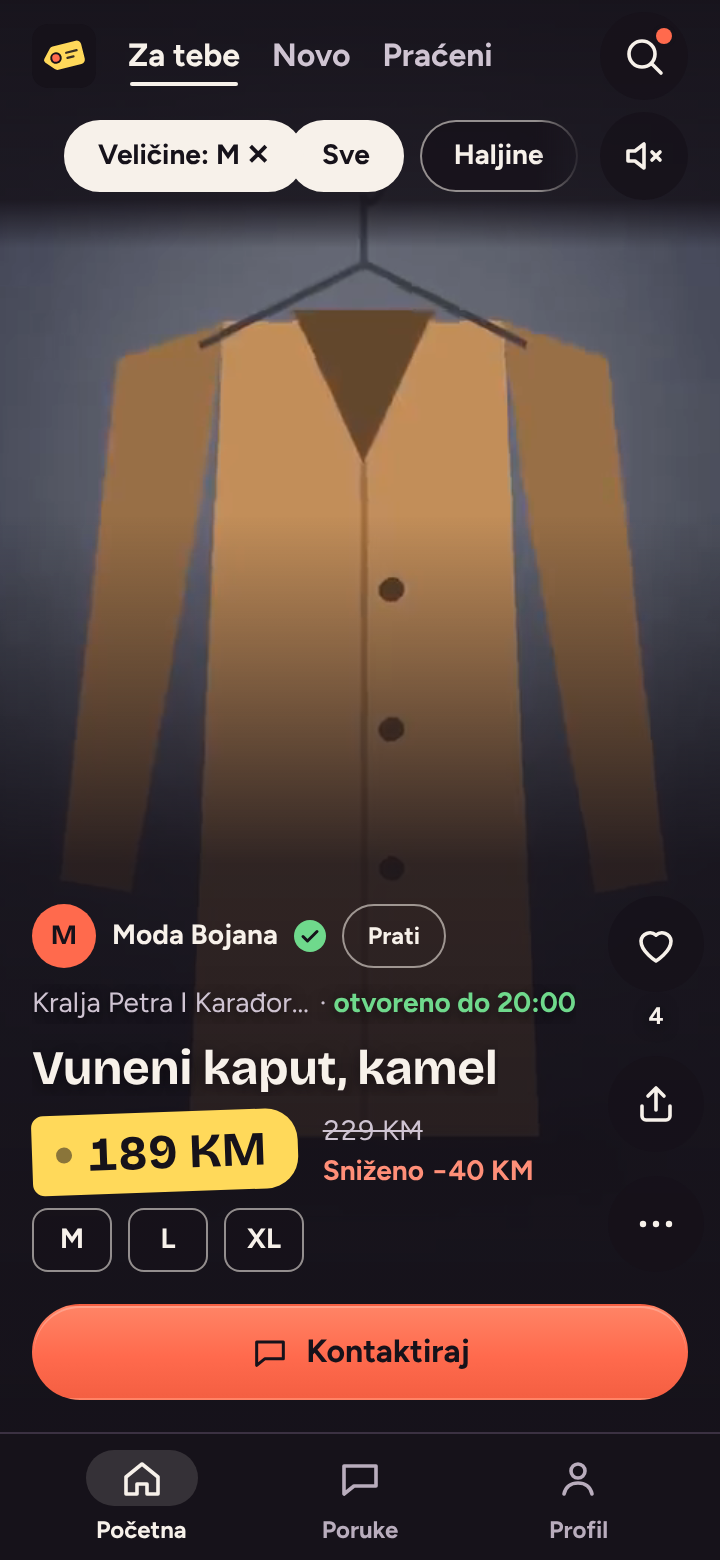 Za tebe Novo Praćeni
Veličine: M ✕ Sve Haljine
M Moda Bojana Prati
Kralja Petra I Karađor... · otvoreno do 20:00
4
Vuneni kaput, kamel
189 KM
229 KM
Sniženo −40 KM
M L XL
Kontaktiraj
Početna Poruke Profil